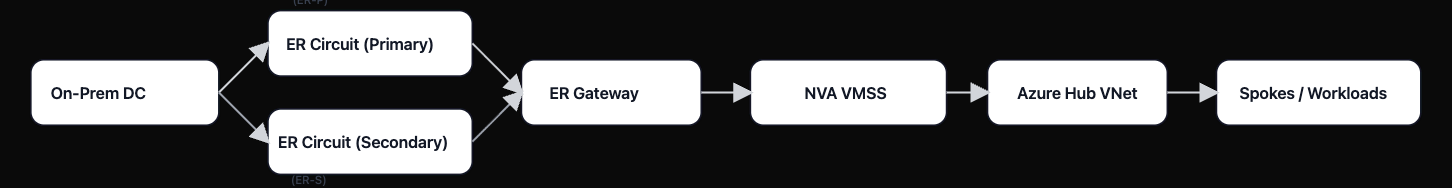 (ER-P)
ER Circuit (Primary)
On-Prem DC
ER Gateway
NVA VMSS
Azure Hub VNet
Spokes / Workloads
ER Circuit (Secondary)
(ER-S)